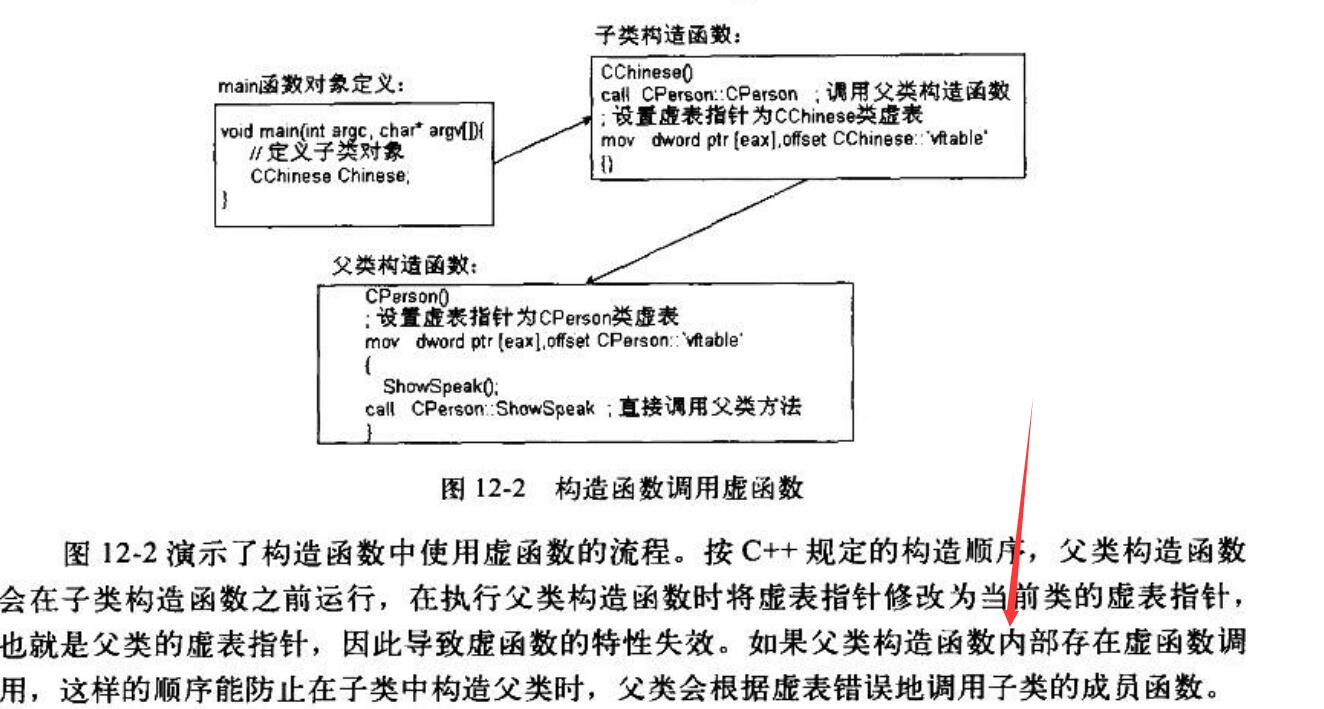 子类构造函数：
CChinese()
call CPerson::CPerson ; 调用父类构造函数
; 设置虚表指针为CChinese类虚表
mov dword ptr [eax],offset CChinese::`vftable'
{}
main函数对象定义：
void main(int argc, char* argv[]){
// 定义子类对象
CChinese Chinese;
}
父类构造函数：
CPerson()
; 设置虚表指针为CPerson类虚表
mov dword ptr [eax],offset CPerson::`vftable'
{
ShowSpeak();
call CPerson::ShowSpeak ; 直接调用父类方法
}
图 12-2 构造函数调用虚函数
图 12-2 演示了构造函数中使用虚函数的流程。按 C++ 规定的构造顺序，父类构造函数
会在子类构造函数之前运行，在执行父类构造函数时将虚表指针修改为当前类的虚表指针，
也就是父类的虚表指针，因此导致虚函数的特性失效。如果父类构造函数内部存在虚函数调
用，这样的顺序能防止在子类中构造父类时，父类会根据虚表错误地调用子类的成员函数。